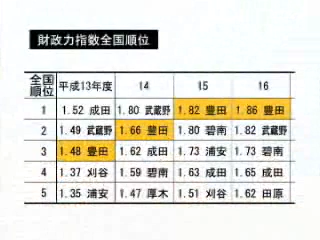 財政力指数全国順位
全国順位 平成13年度 14 15 16
1 1.52 成田 1.80 武蔵野 1.82 豊田 1.86 豊田
2 1.49 武蔵野 1.66 豊田 1.80 碧南 1.82 武蔵野
3 1.48 豊田 1.62 成田 1.73 浦安 1.73 碧南
4 1.37 刈谷 1.59 碧南 1.63 成田 1.65 成田
5 1.35 浦安 1.47 厚木 1.51 刈谷 1.62 田原